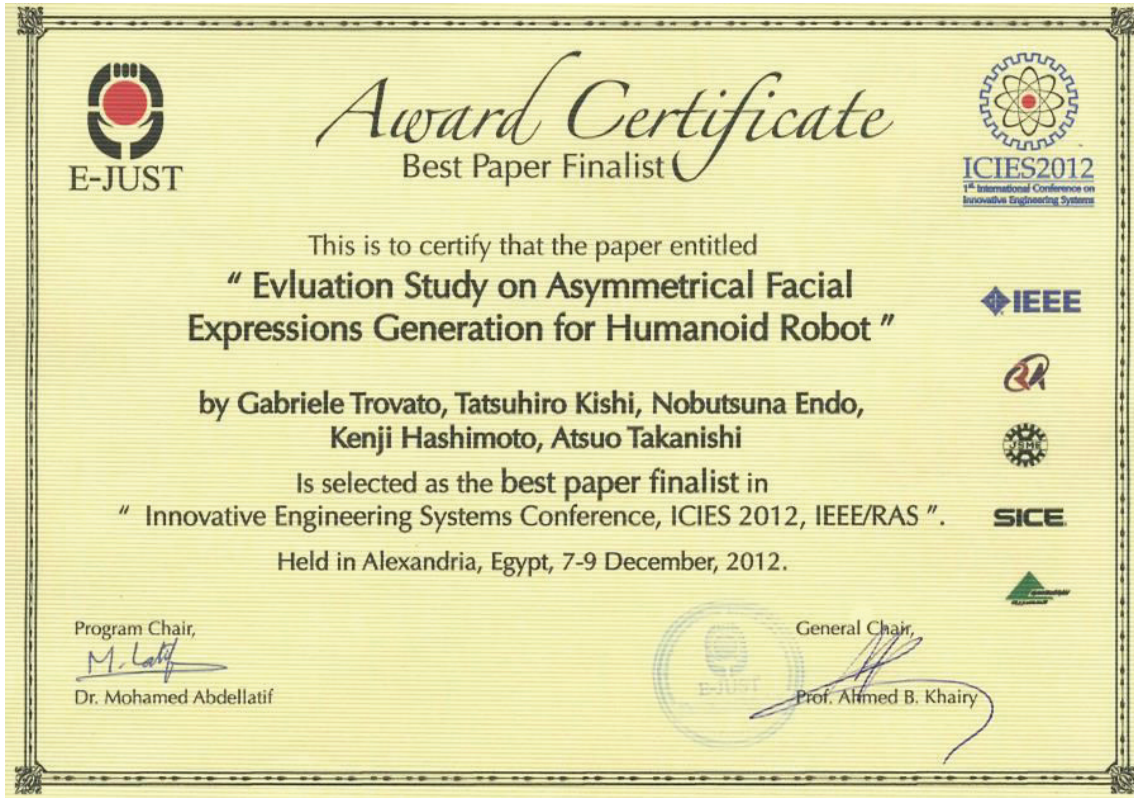 Award Certificate
Best Paper Finalist
E-JUST
ICIES2012
1st International Conference on
Innovative Engineering Systems
This is to certify that the paper entitled
" Evluation Study on Asymmetrical Facial
Expressions Generation for Humanoid Robot "
IEEE
by Gabriele Trovato, Tatsuhiro Kishi, Nobutsuna Endo,
Kenji Hashimoto, Atsuo Takanishi
JSME
Is selected as the best paper finalist in
" Innovative Engineering Systems Conference, ICIES 2012, IEEE/RAS ".
SICE
Held in Alexandria, Egypt, 7-9 December, 2012.
Program Chair,
M. Latif
Dr. Mohamed Abdellatif
E-JUST
General Chair,
Prof. Ahmed B. Khairy